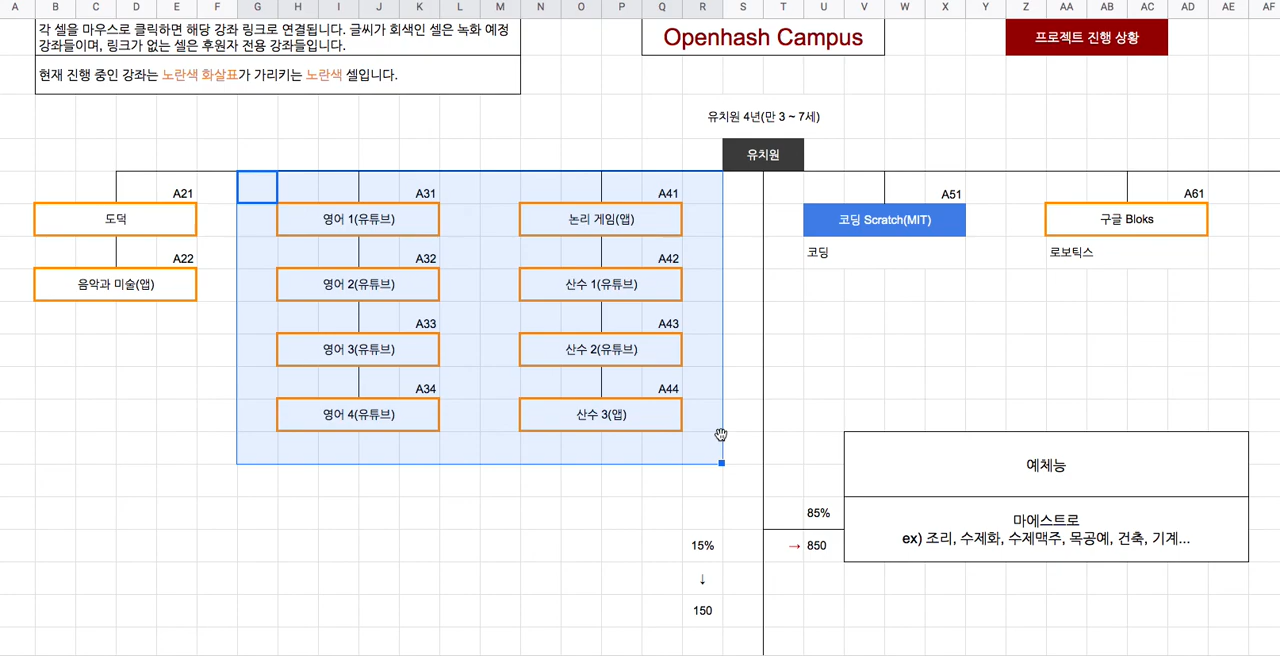 A B C D E F G H I J K L M N O P Q R S T U V W X Y Z AA AB AC AD AE AF
각 셀을 마우스로 클릭하면 해당 강좌 링크로 연결됩니다. 글씨가 회색인 셀은 녹화 예정
강좌들이며, 링크가 없는 셀은 후원자 전용 강좌들입니다.
현재 진행 중인 강좌는 노란색 화살표가 가리키는 노란색 셀입니다.
Openhash Campus
프로젝트 진행 상황
유치원 4년(만 3 ~ 7세)
유치원
A21
도덕
A22
음악과 미술(앱)
A31
영어 1(유튜브)
A32
영어 2(유튜브)
A33
영어 3(유튜브)
A34
영어 4(유튜브)
A41
논리 게임(앱)
A42
산수 1(유튜브)
A43
산수 2(유튜브)
A44
산수 3(앱)
A51
코딩 Scratch(MIT)
코딩
A61
구글 Bloks
로보틱스
예체능
마에스트로
ex) 조리, 수제화, 수제맥주, 목공예, 건축, 기계...
85%
→ 850
15%
↓
150